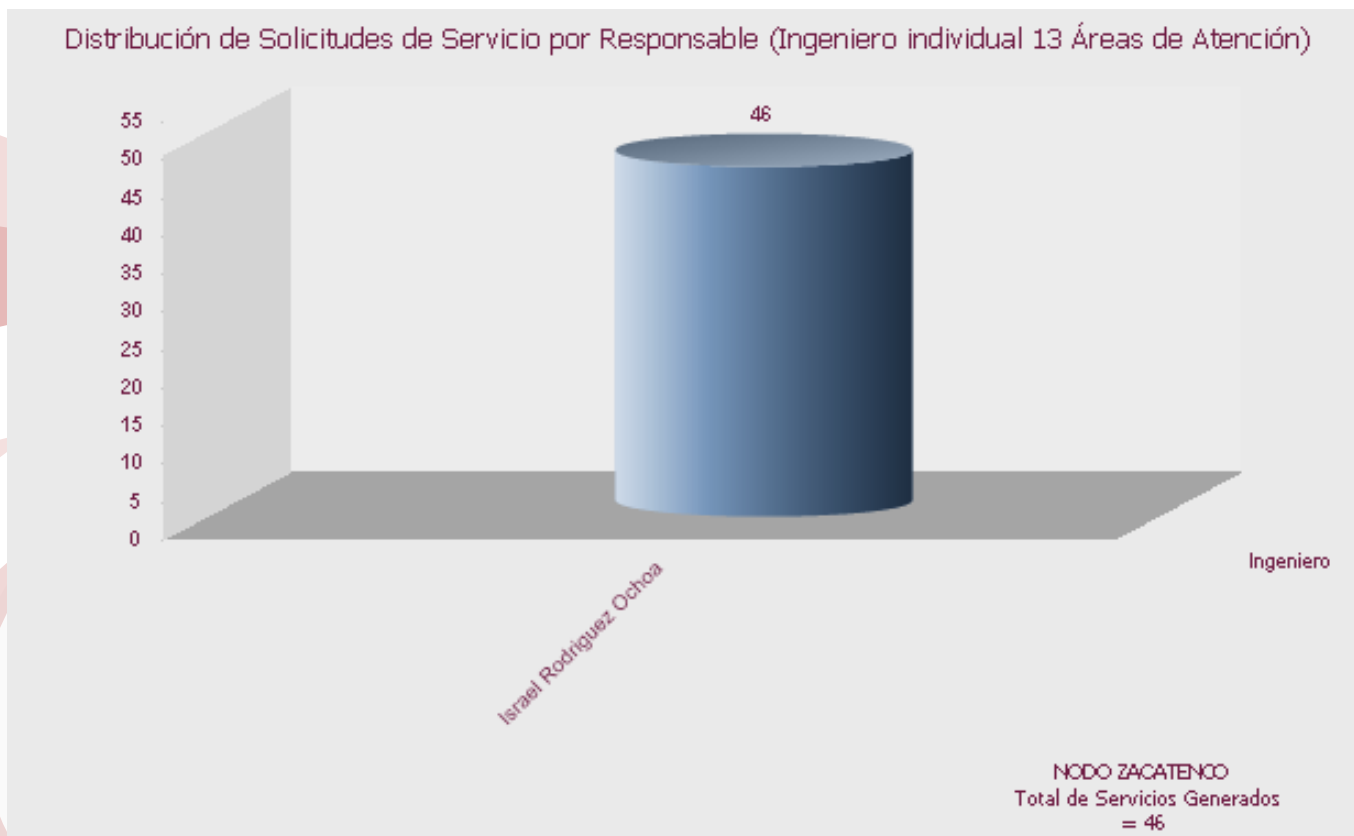 Distribución de Solicitudes de Servicio por Responsable (Ingeniero individual 13 Áreas de Atención)
46
55
50
45
40
35
30
25
20
15
10
5
0
Ingeniero
Israel Rodriguez Ochoa
NODO ZACATENCO
Total de Servicios Generados
= 46